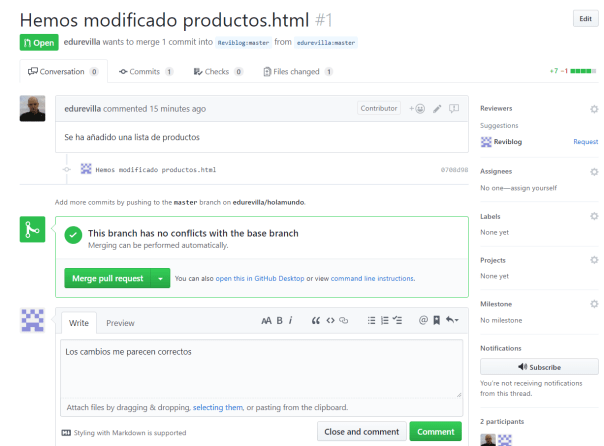 Hemos modificado productos.html #1
Edit
Open edurevilla wants to merge 1 commit into Reviblog:master from edurevilla:master
Conversation 0 Commits 1 Checks 0 Files changed 1 +7 −1
edurevilla commented 15 minutes ago Contributor
Se ha añadido una lista de productos
Hemos modificado productos.html 0700d98
Add more commits by pushing to the master branch on edurevilla/holamundo.
This branch has no conflicts with the base branch
Merging can be performed automatically.
Merge pull request You can also open this in GitHub Desktop or view command line instructions.
Write Preview AA B i
Los cambios me parecen correctos
Attach files by dragging & dropping, selecting them, or pasting from the clipboard.
Styling with Markdown is supported
Close and comment Comment
Reviewers
Suggestions
Reviblog Request
Assignees
No one—assign yourself
Labels
None yet
Projects
None yet
Milestone
No milestone
Notifications
Subscribe
You're not receiving notifications
from this thread.
2 participants